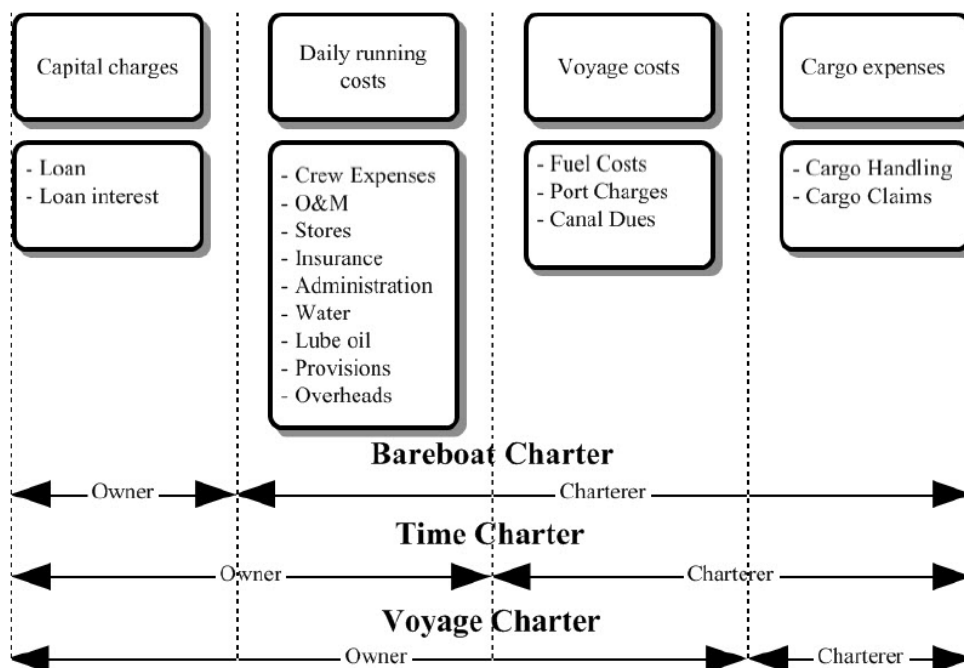 Capital charges
Daily running
costs
Voyage costs
Cargo expenses
- Loan
- Loan interest
- Crew Expenses
- O&M
- Stores
- Insurance
- Administration
- Water
- Lube oil
- Provisions
- Overheads
- Fuel Costs
- Port Charges
- Canal Dues
- Cargo Handling
- Cargo Claims
Bareboat Charter
Owner
Charterer
Time Charter
Owner
Charterer
Voyage Charter
Owner
Charterer